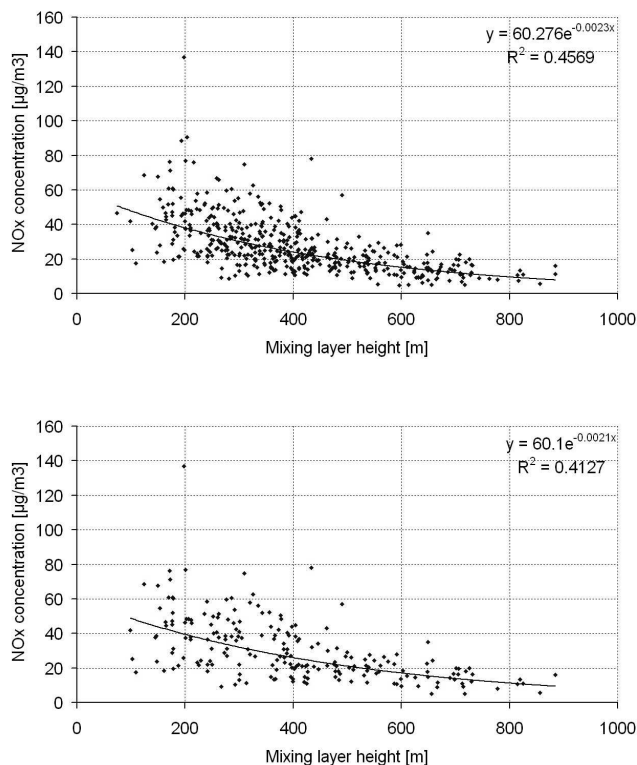 160
140
120
100
80
60
40
20
0
NOx concentration [µg/m3]
y = 60.276e^-0.0023x
R² = 0.4569
0 200 400 600 800 1000
Mixing layer height [m]
160
140
120
100
80
60
40
20
0
NOx concentration [µg/m3]
y = 60.1e^-0.0021x
R² = 0.4127
0 200 400 600 800 1000
Mixing layer height [m]